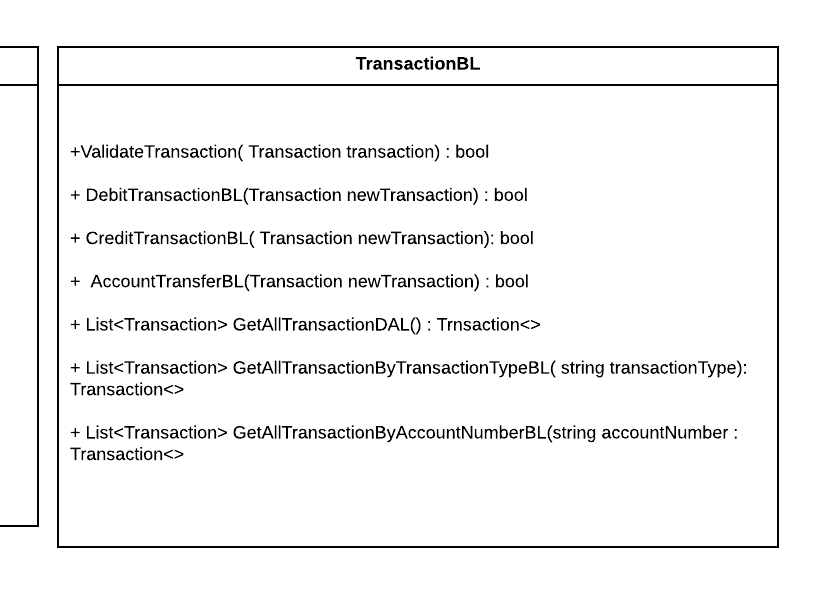 TransactionBL
+ValidateTransaction( Transaction transaction) : bool
+ DebitTransactionBL(Transaction newTransaction) : bool
+ CreditTransactionBL( Transaction newTransaction): bool
+  AccountTransferBL(Transaction newTransaction) : bool
+ List<Transaction> GetAllTransactionDAL() : Trnsaction<>
+ List<Transaction> GetAllTransactionByTransactionTypeBL( string transactionType):
Transaction<>
+ List<Transaction> GetAllTransactionByAccountNumberBL(string accountNumber :
Transaction<>